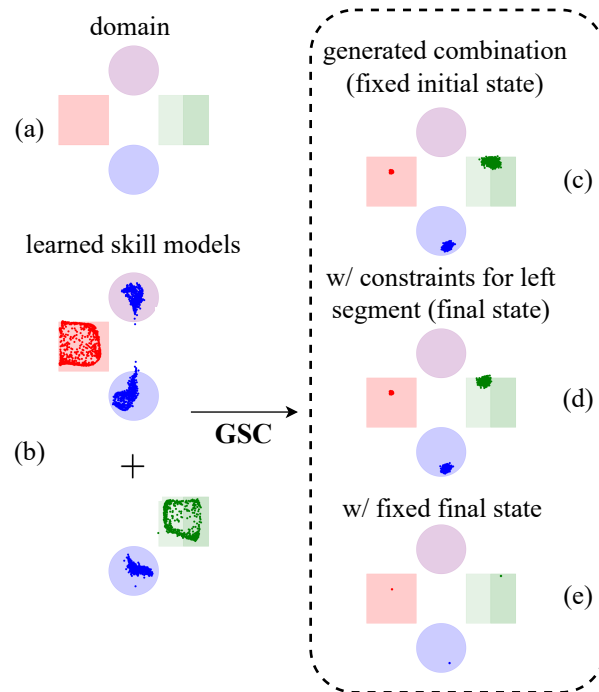 domain
(a)
learned skill models
(b)
+
GSC
generated combination
(fixed initial state)
(c)
w/ constraints for left
segment (final state)
(d)
w/ fixed final state
(e)